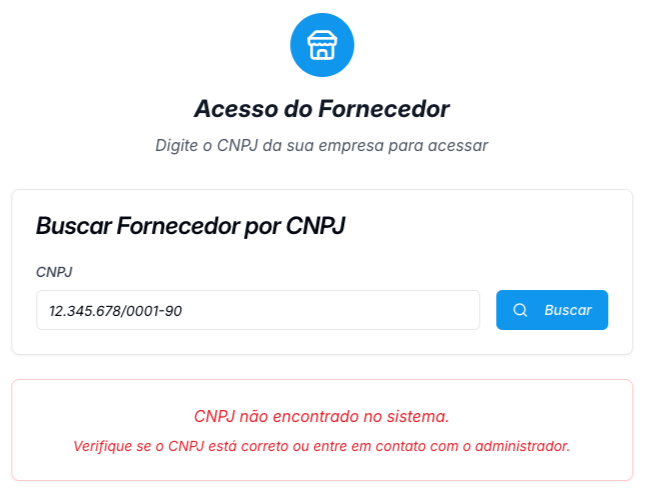 Acesso do Fornecedor
Digite o CNPJ da sua empresa para acessar
Buscar Fornecedor por CNPJ
CNPJ
12.345.678/0001-90
Buscar
CNPJ não encontrado no sistema.
Verifique se o CNPJ está correto ou entre em contato com o administrador.